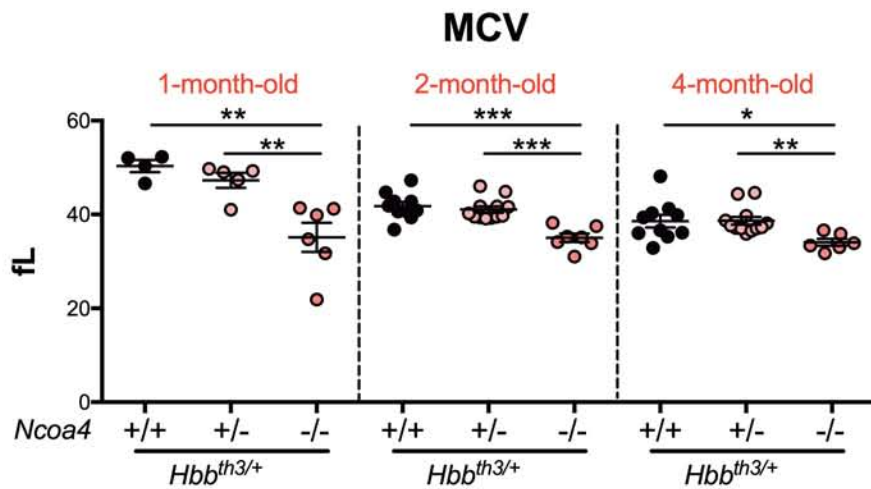 MCV
1-month-old 2-month-old 4-month-old
** *** *
** *** **
60
40
20
0
fL
Ncoa4 +/+ +/- -/- +/+ +/- -/- +/+ +/- -/-
Hbbth3/+ Hbbth3/+ Hbbth3/+